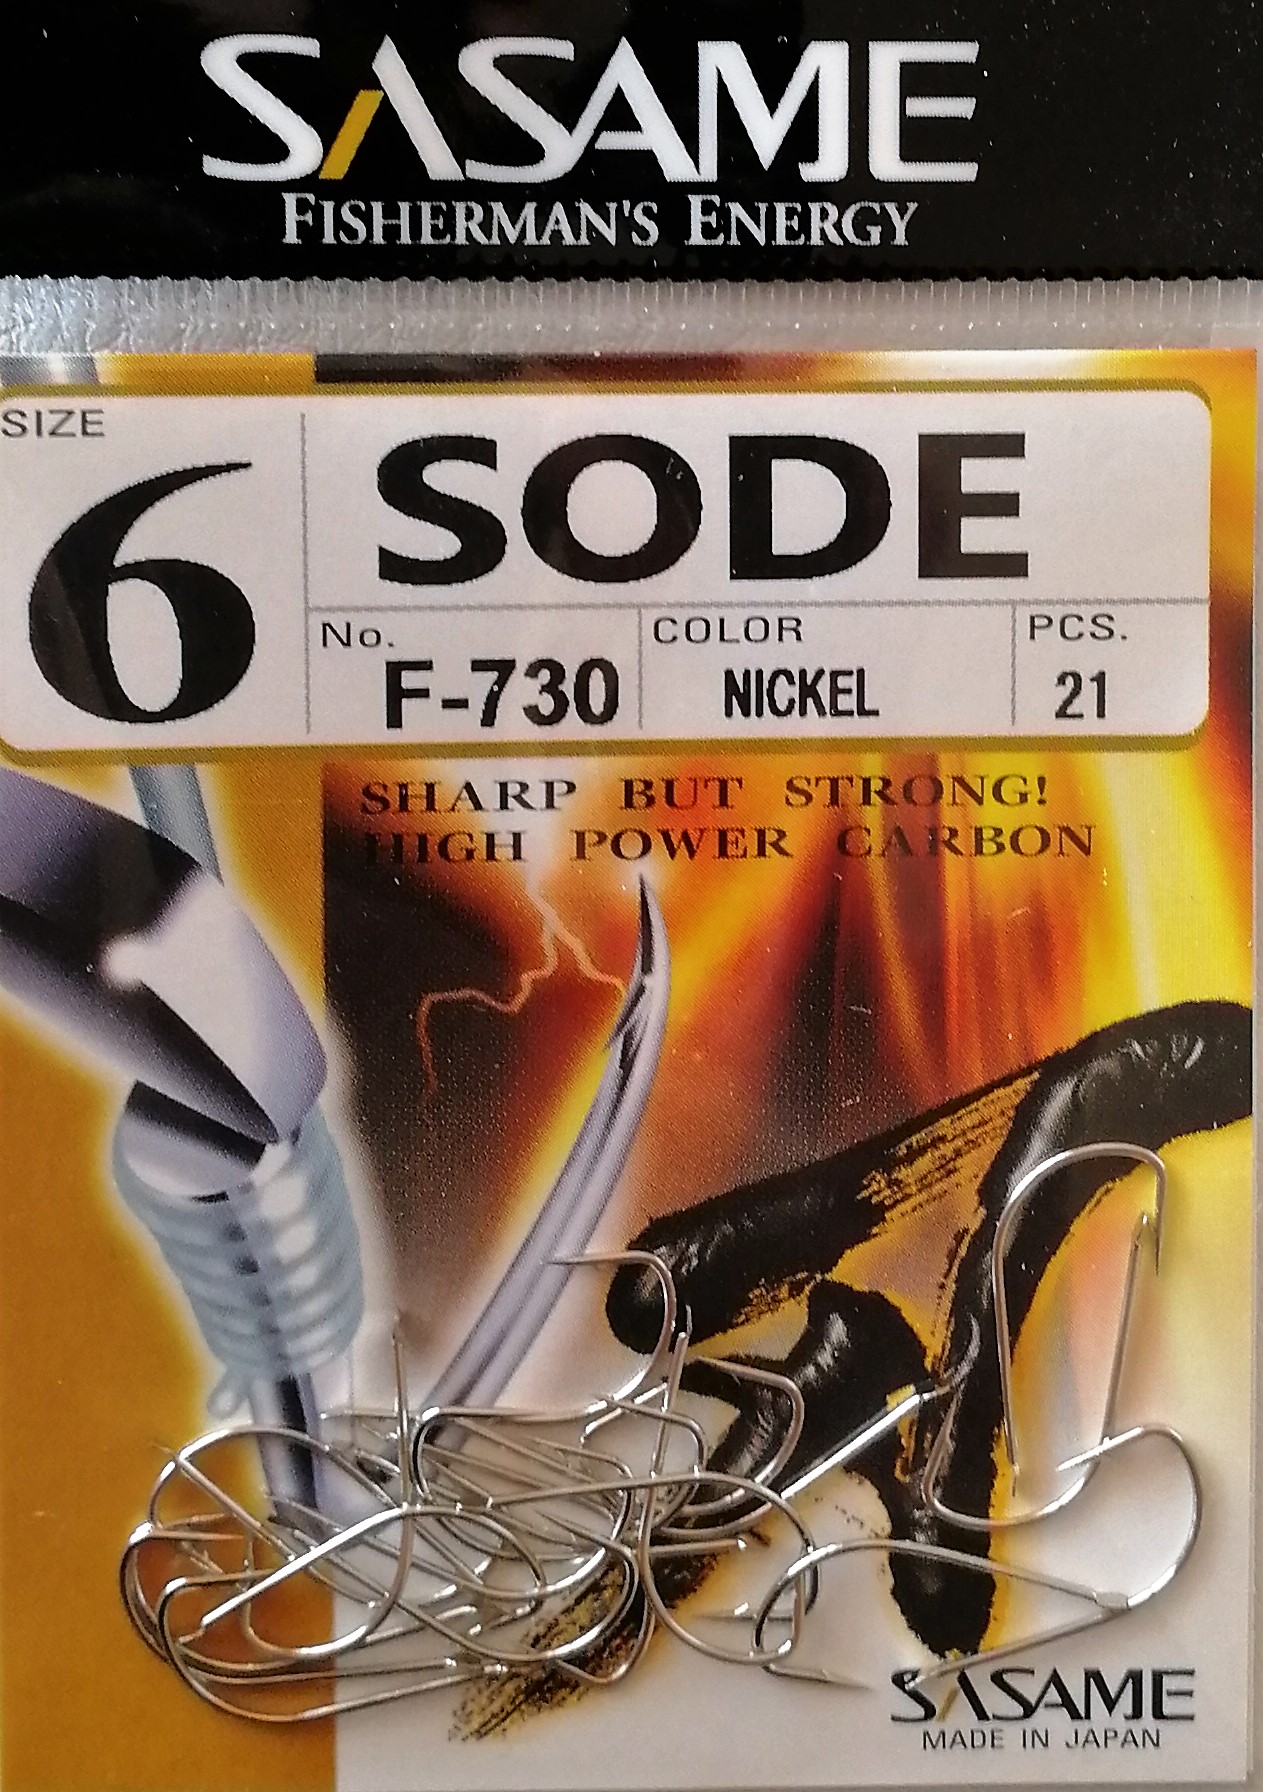 SASAME
FISHERMAN'S ENERGY
SIZE
6
SODE
No.
F-730
COLOR
NICKEL
PCS.
21
SHARP BUT STRONG!
HIGH POWER CARBON
SASAME
MADE IN JAPAN